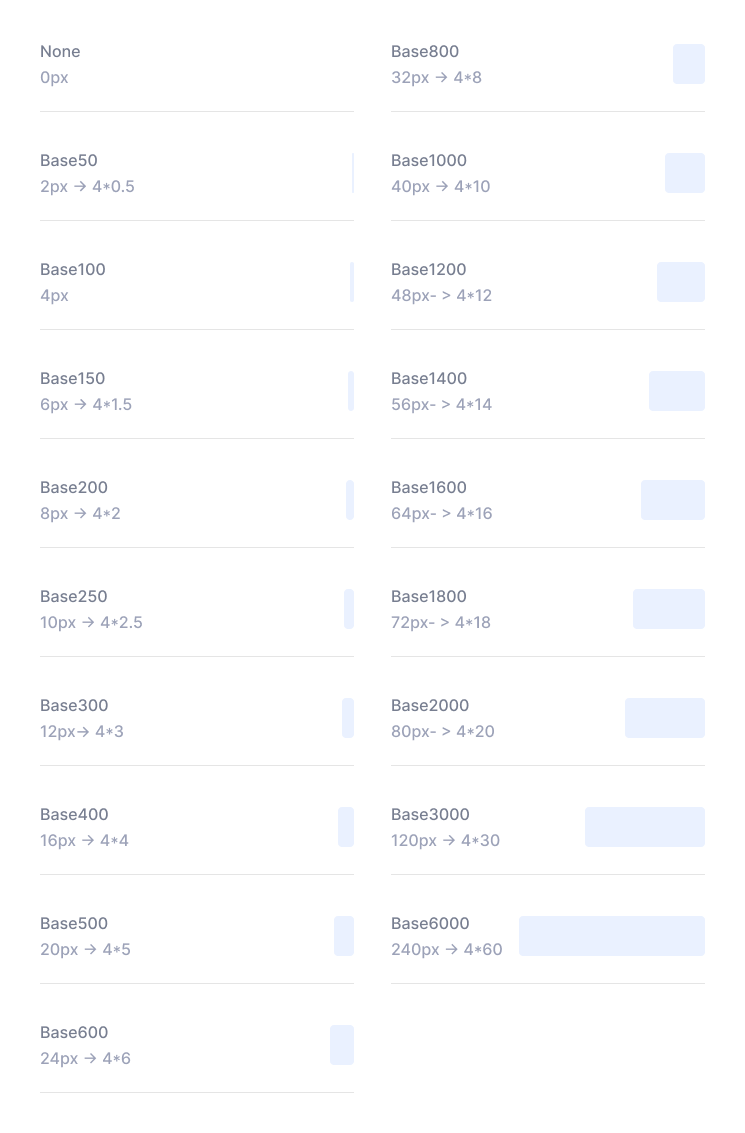 None
0px
Base50
2px → 4*0.5
Base100
4px
Base150
6px → 4*1.5
Base200
8px → 4*2
Base250
10px → 4*2.5
Base300
12px→ 4*3
Base400
16px → 4*4
Base500
20px → 4*5
Base600
24px → 4*6
Base800
32px → 4*8
Base1000
40px → 4*10
Base1200
48px- > 4*12
Base1400
56px- > 4*14
Base1600
64px- > 4*16
Base1800
72px- > 4*18
Base2000
80px- > 4*20
Base3000
120px → 4*30
Base6000
240px → 4*60